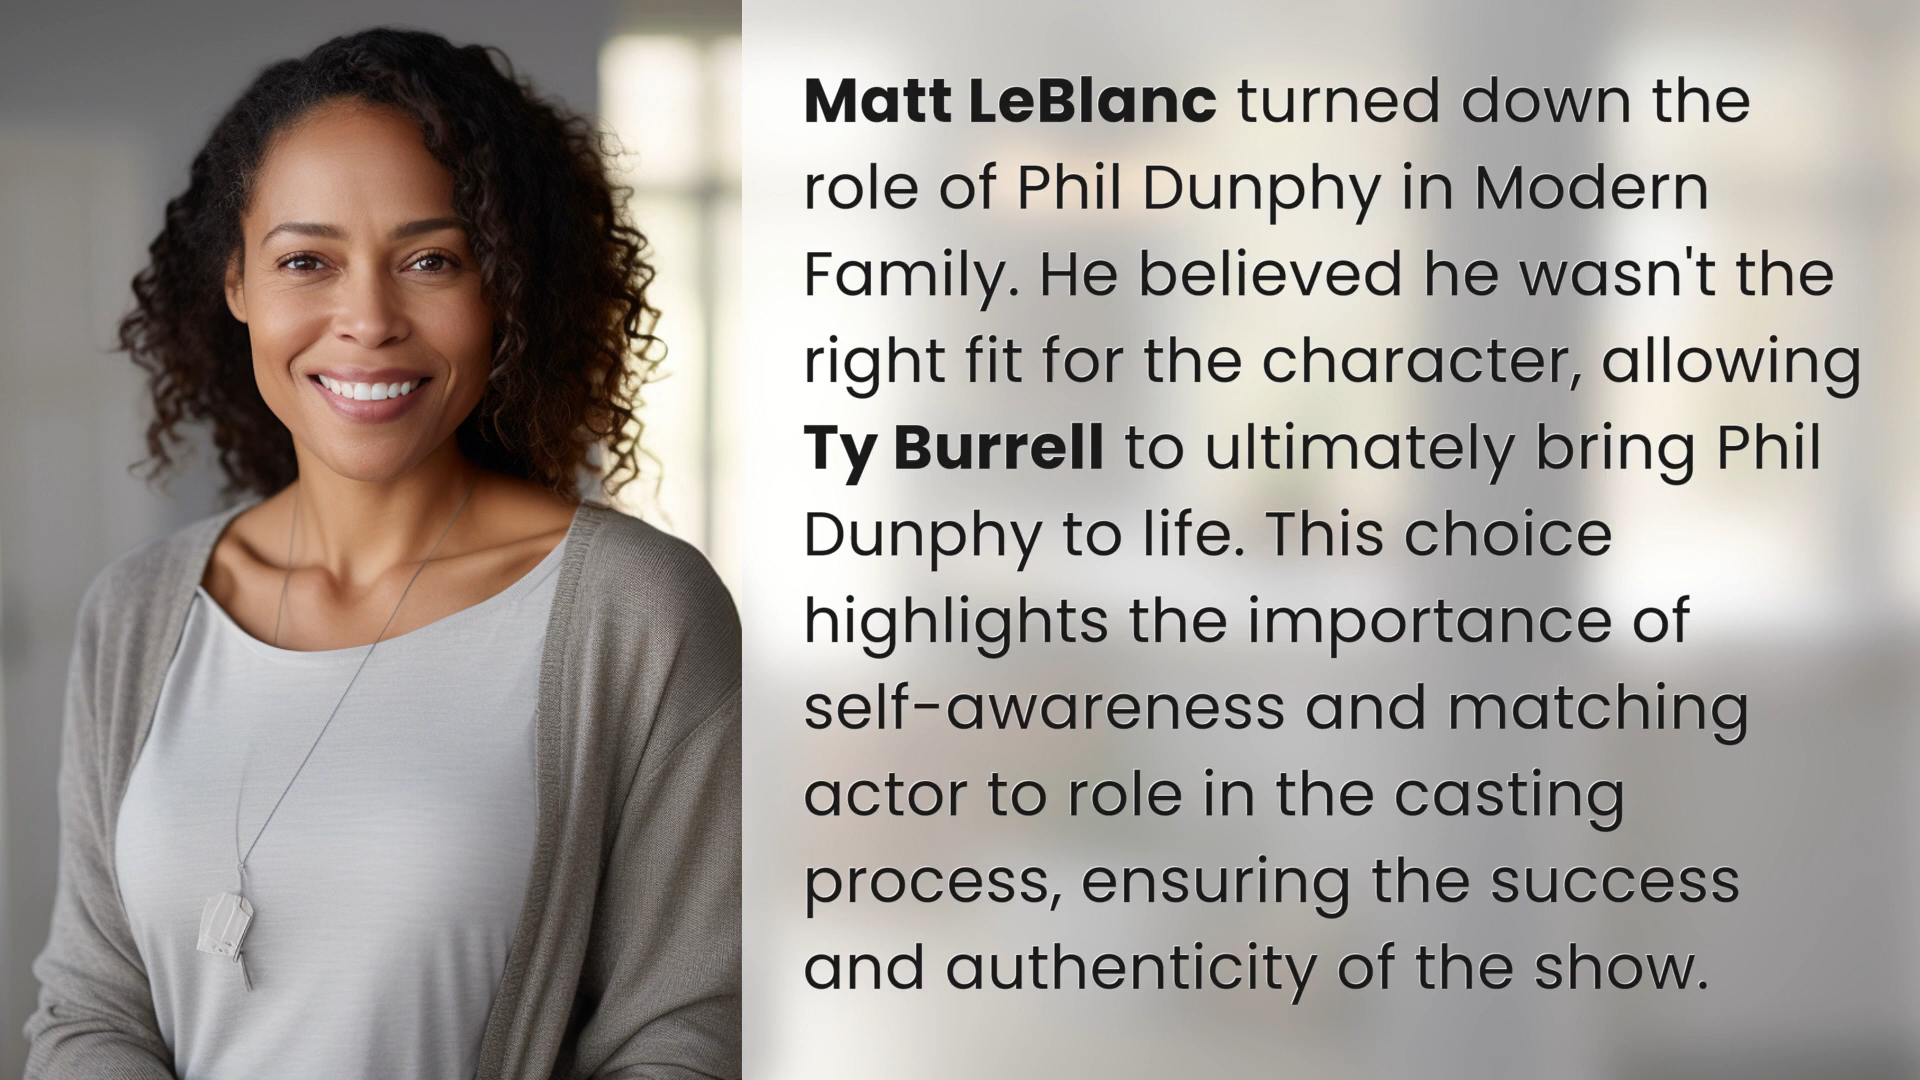 Matt LeBlanc turned down the
role of Phil Dunphy in Modern
Family. He believed he wasn't the
right fit for the character, allowing
Ty Burrell to ultimately bring Phil
Dunphy to life. This choice
highlights the importance of
self-awareness and matching
actor to role in the casting
process, ensuring the success
and authenticity of the show.